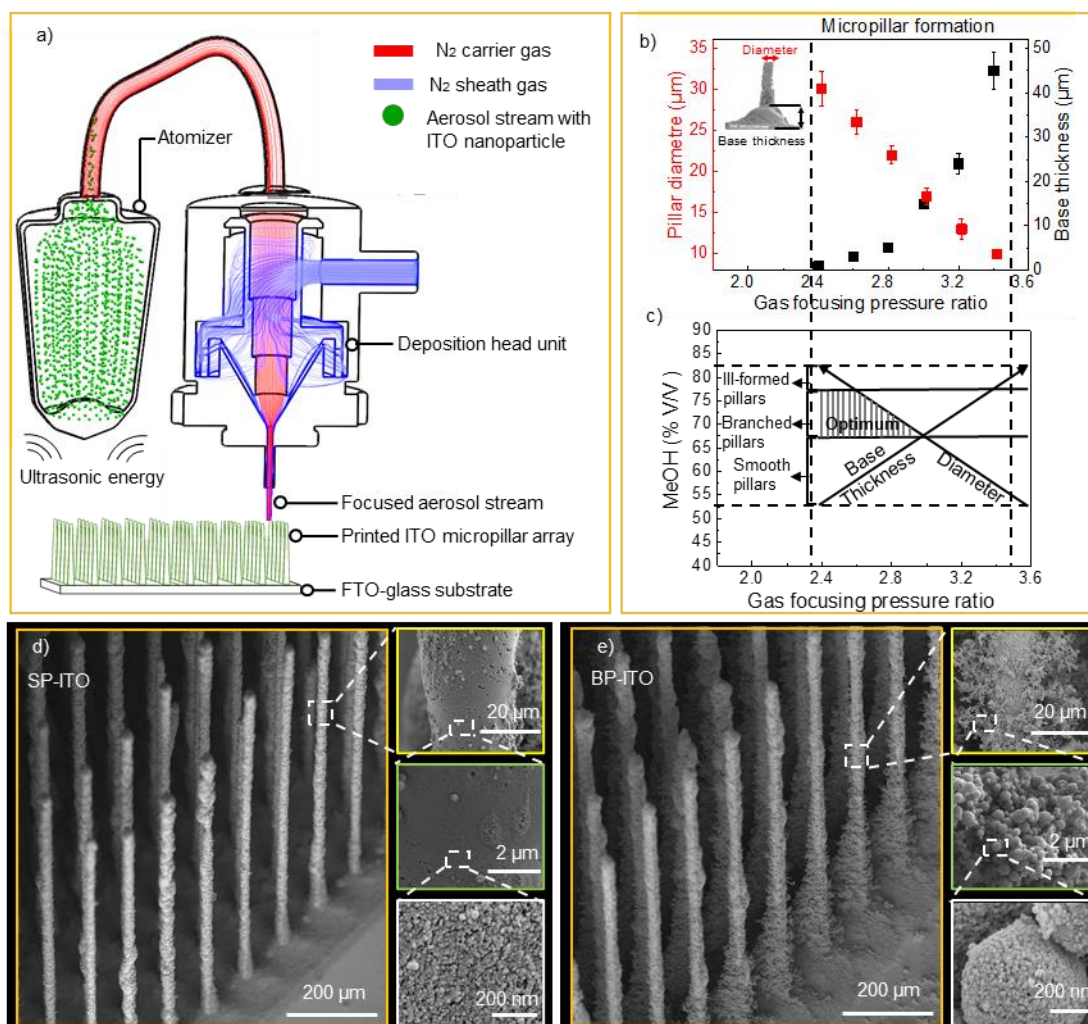 a)
N₂ carrier gas
N₂ sheath gas
Aerosol stream with
ITO nanoparticle
Atomizer
Deposition head unit
Ultrasonic energy
Focused aerosol stream
Printed ITO micropillar array
FTO-glass substrate
b)
Micropillar formation
Diameter
Base thickness
Pillar diametre (µm)
35
30
25
20
15
10
Base thickness (µm)
50
40
30
20
10
0
2.0
2.4
2.8
3.2
3.6
Gas focusing pressure ratio
c)
MeOH (% V/V)
90
85
80
75
70
65
60
55
50
45
40
Ill-formed
pillars
Branched
pillars
Smooth
pillars
Optimum
Base
Thickness
Diameter
2.0
2.4
2.8
3.2
3.6
Gas focusing pressure ratio
d)
SP-ITO
200 µm
20 µm
2 µm
200 nm
e)
BP-ITO
200 µm
20 µm
2 µm
200 nm